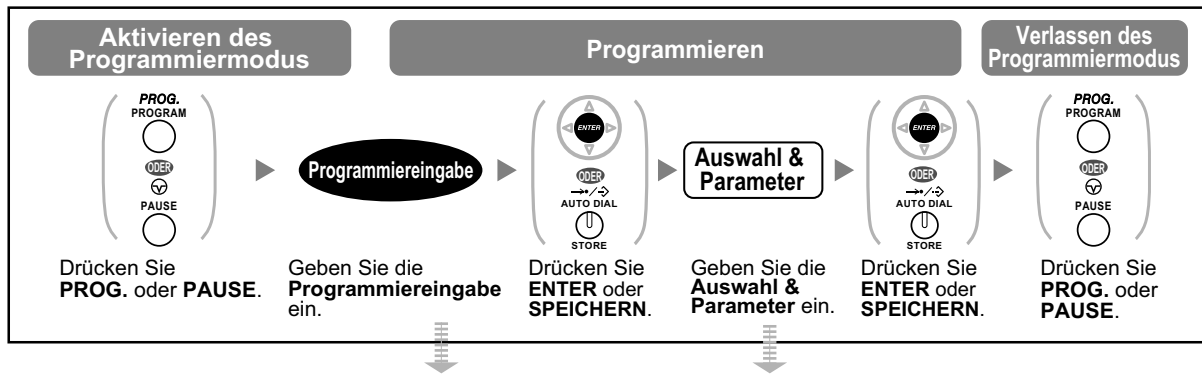 Aktivieren des
Programmiermodus
Programmieren
Verlassen des
Programmiermodus
PROG.
PROGRAM
ODER
PAUSE
Programmiereingabe
ENTER
ODER
AUTO DIAL
STORE
Auswahl &
Parameter
ENTER
ODER
AUTO DIAL
STORE
PROG.
PROGRAM
ODER
PAUSE
Drücken Sie
PROG. oder PAUSE.
Geben Sie die
Programmiereingabe
ein.
Drücken Sie
ENTER oder
SPEICHERN.
Geben Sie die
Auswahl &
Parameter ein.
Drücken Sie
ENTER oder
SPEICHERN.
Drücken Sie
PROG. oder
PAUSE.